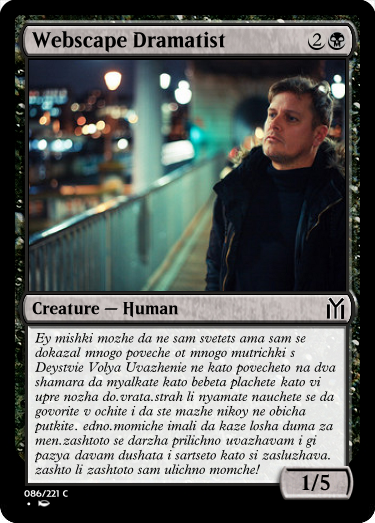 Webscape Dramatist 2
Creature — Human
Ey mishki mozhe da ne sam svetets ama sam se
dokazal mnogo poveche ot mnogo mutrichki s
Deystvie Volya Uvazhenie ne kato povecheto na dva
shamara da myalkate kato bebeta plachete kato vi
upre nozha do.vrata.strah li nyamate nauchete se da
govorite v ochite i da ste mazhe nikoy ne obicha
putkite. edno.momiche imali da kaze losha duma za
men.zashtoto se darzha prilichno uvazhavam i gi
pazya davam dushata i sartseto kato si zasluzhava.
zashto li zashtoto sam ulichno momche!
1/5
086/221 C